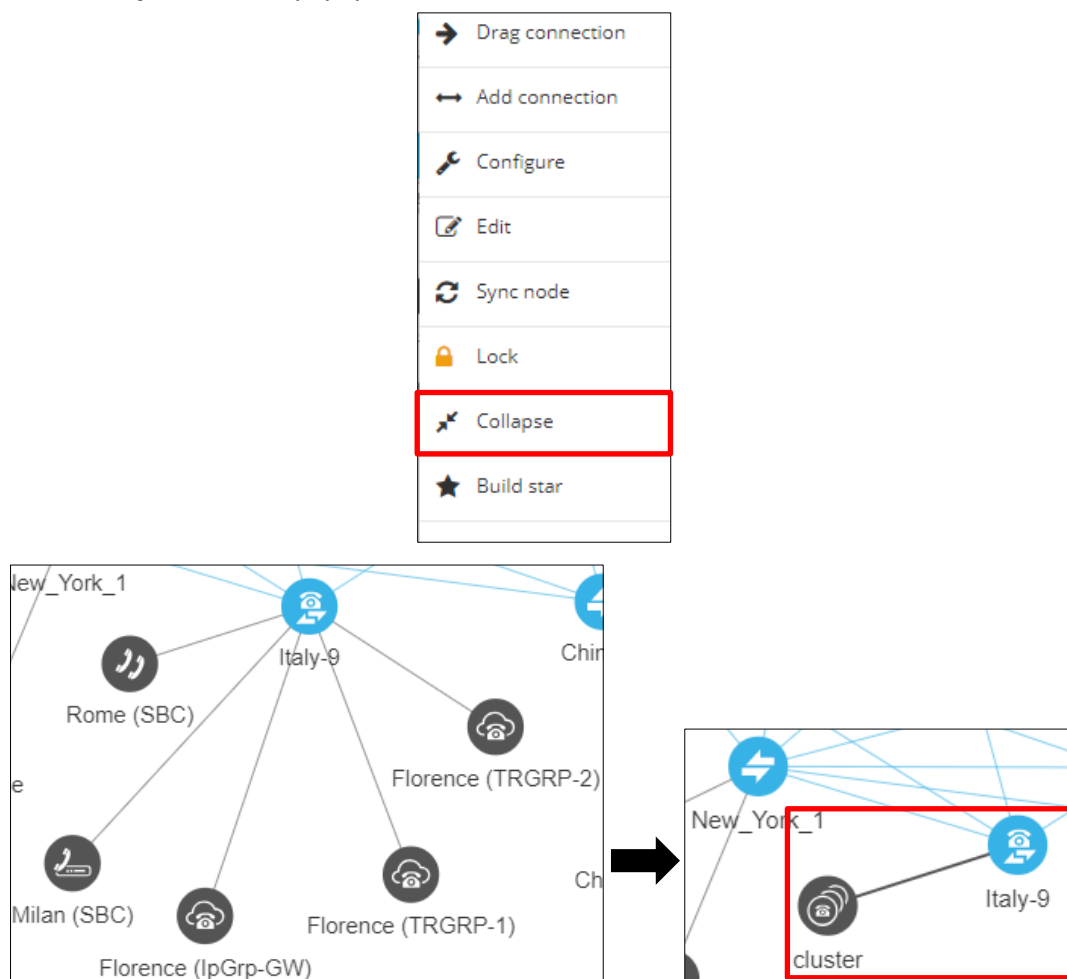 Drag connection
Add connection
Configure
Edit
Sync node
Lock
Collapse
Build star
New_York_1
Italy-9
Rome (SBC)
Florence (TRGRP-2)
Milan (SBC)
Florence (TRGRP-1)
Florence (IpGrp-GW)
New_York_1
Italy-9
cluster